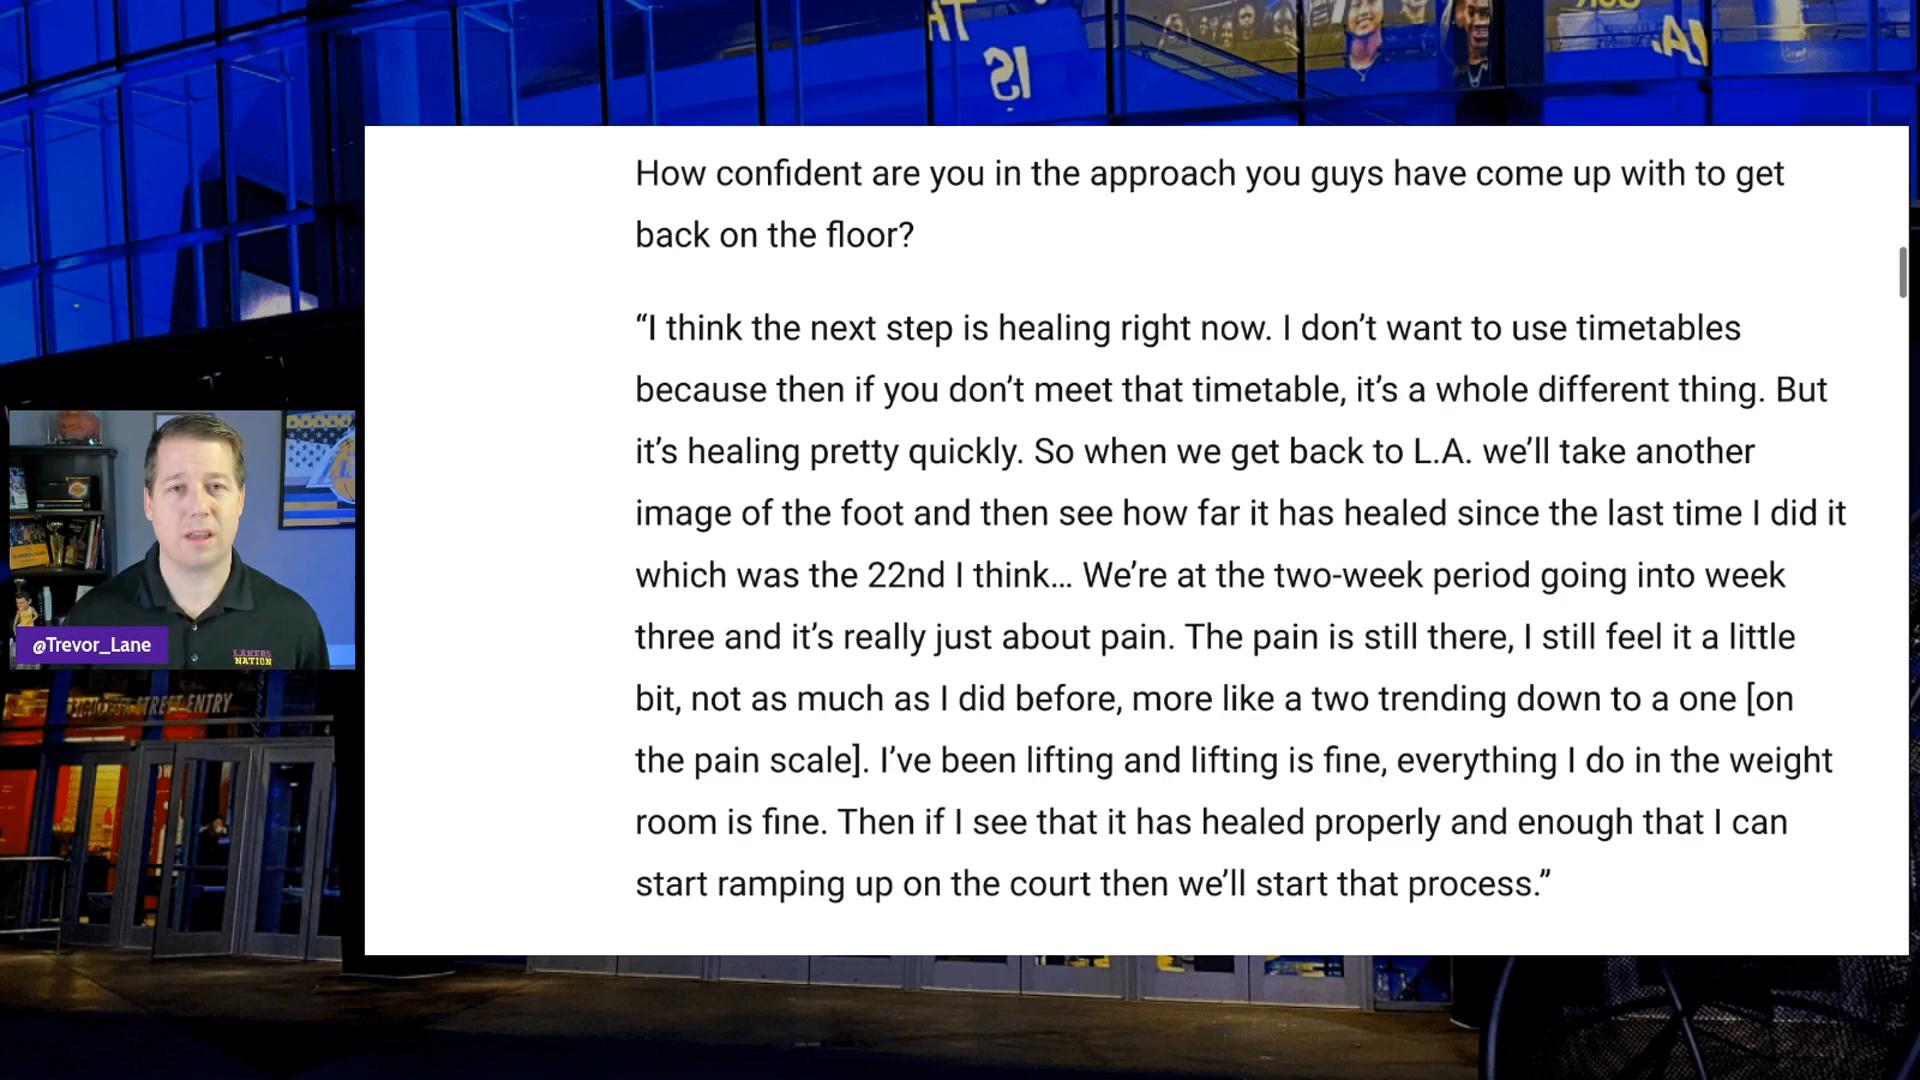 How confident are you in the approach you guys have come up with to get
back on the floor?
“I think the next step is healing right now. I don’t want to use timetables
because then if you don’t meet that timetable, it’s a whole different thing. But
it’s healing pretty quickly. So when we get back to L.A. we’ll take another
image of the foot and then see how far it has healed since the last time I did it
which was the 22nd I think… We’re at the two-week period going into week
three and it’s really just about pain. The pain is still there, I still feel it a little
bit, not as much as I did before, more like a two trending down to a one [on
the pain scale]. I’ve been lifting and lifting is fine, everything I do in the weight
room is fine. Then if I see that it has healed properly and enough that I can
start ramping up on the court then we’ll start that process.”
@Trevor_Lane
LAKERS
NATION
STREET ENTRY
IS